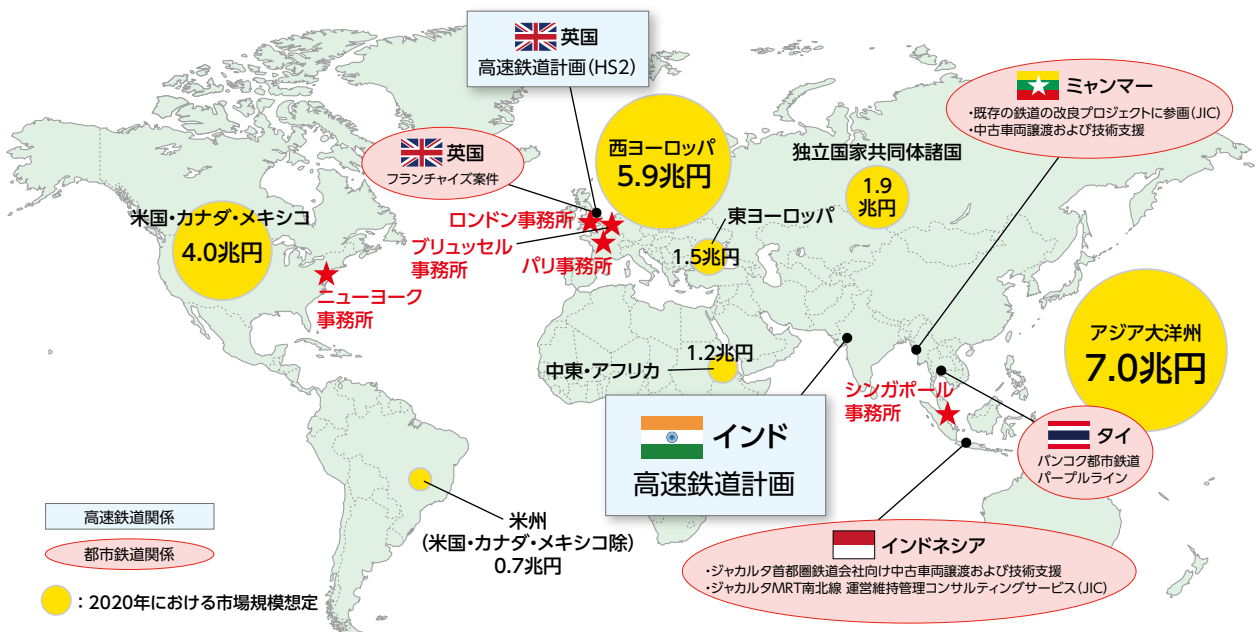 英国
高速鉄道計画(HS2)
ミャンマー
・既存の鉄道の改良プロジェクトに参画(JIC)
・中古車両譲渡および技術支援
英国
フランチャイズ案件
西ヨーロッパ
5.9兆円
独立国家共同体諸国
1.9
兆円
米国・カナダ・メキシコ
4.0兆円
ロンドン事務所
ブリュッセル
事務所
パリ事務所
東ヨーロッパ
1.5兆円
ニューヨーク
事務所
アジア大洋州
7.0兆円
中東・アフリカ
1.2兆円
シンガポール
事務所
インド
高速鉄道計画
タイ
バンコク都市鉄道
パープルライン
米州
(米国・カナダ・メキシコ除)
0.7兆円
インドネシア
・ジャカルタ首都圏鉄道会社向け中古車両譲渡および技術支援
・ジャカルタMRT南北線 運営維持管理コンサルティングサービス(JIC)
高速鉄道関係
都市鉄道関係
：2020年における市場規模想定